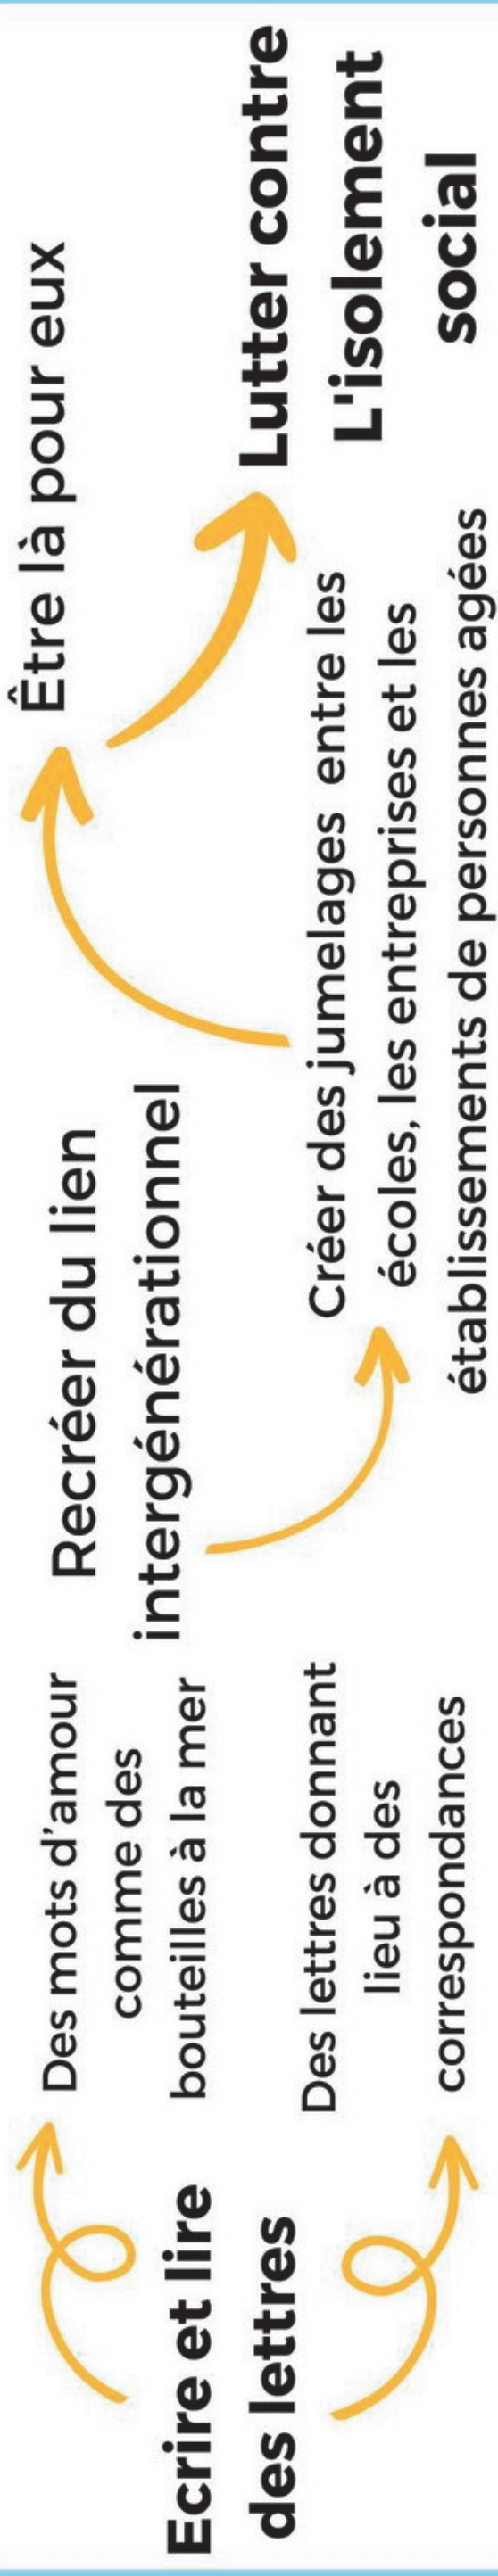 Ecrire et lire
des lettres
Des mots d'amour
comme des
bouteilles à la mer
Des lettres donnant
lieu à des
correspondances
Recréer du lien
intergénérationnel
Créer des jumelages entre les
écoles, les entreprises et les
établissements de personnes agées
Être là pour eux
Lutter contre
L'isolement
social